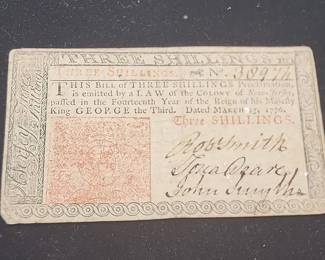 THREE SHILLINGS
THREE SHILLINGS. No.
THIS Bill of THREE SHILLINGS Proclamation,
is emitted by a LAW of the COLONY of New-Jersey,
passed in the Fourteenth Year of the Reign of his Majesty
King GEORGE the Third. Dated MARCH 25, 1776.
Three SHILLINGS.
Rob Smith
John Smyth